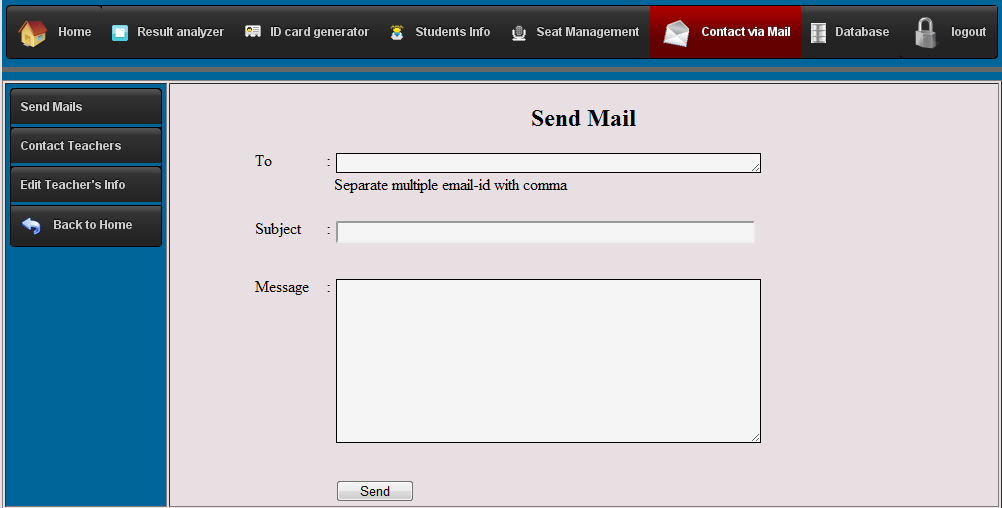 Home Result analyzer ID card generator Students Info Seat Management Contact via Mail Database logout
Send Mails
Contact Teachers
Edit Teacher's Info
Back to Home
Send Mail
To :
Separate multiple email-id with comma
Subject :
Message :
Send